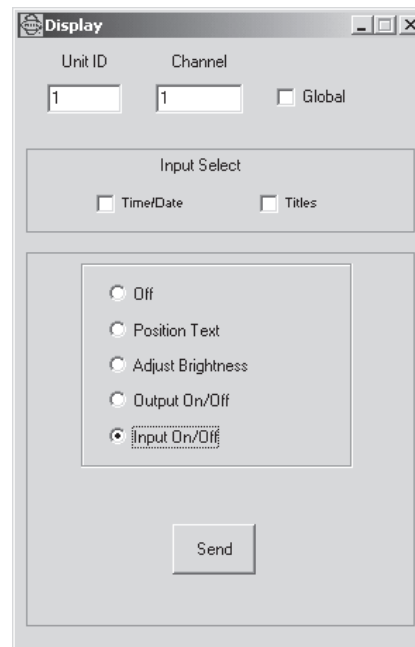 Display
Unit ID Channel
1 1 Global
Input Select
Time/Date Titles
Off
Position Text
Adjust Brightness
Output On/Off
Input On/Off
Send